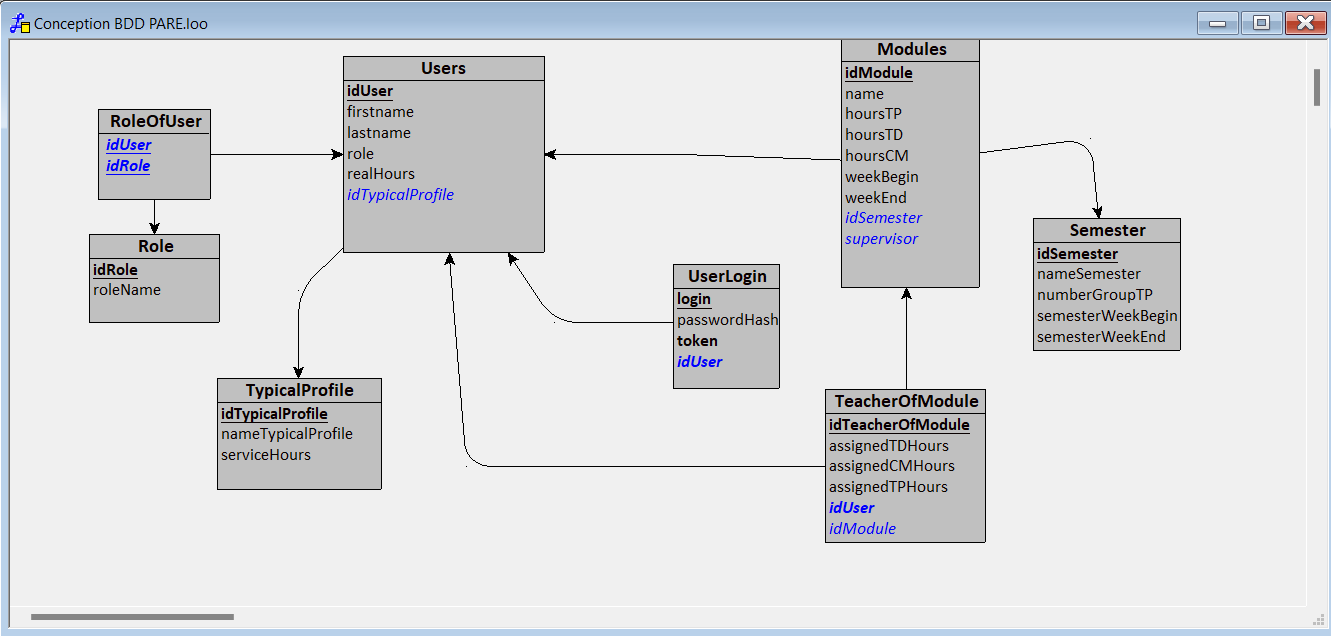 Conception BDD PARE.loo
Users
idUser
firstname
lastname
role
realHours
idTypicalProfile
Modules
idModule
name
hoursTP
hoursTD
hoursCM
weekBegin
weekEnd
idSemester
supervisor
RoleOfUser
idUser
idRole
Role
idRole
roleName
Semester
idSemester
nameSemester
numberGroupTP
semesterWeekBegin
semesterWeekEnd
UserLogin
login
passwordHash
token
idUser
TypicalProfile
idTypicalProfile
nameTypicalProfile
serviceHours
TeacherOfModule
idTeacherOfModule
assignedTDHours
assignedCMHours
assignedTPHours
idUser
idModule